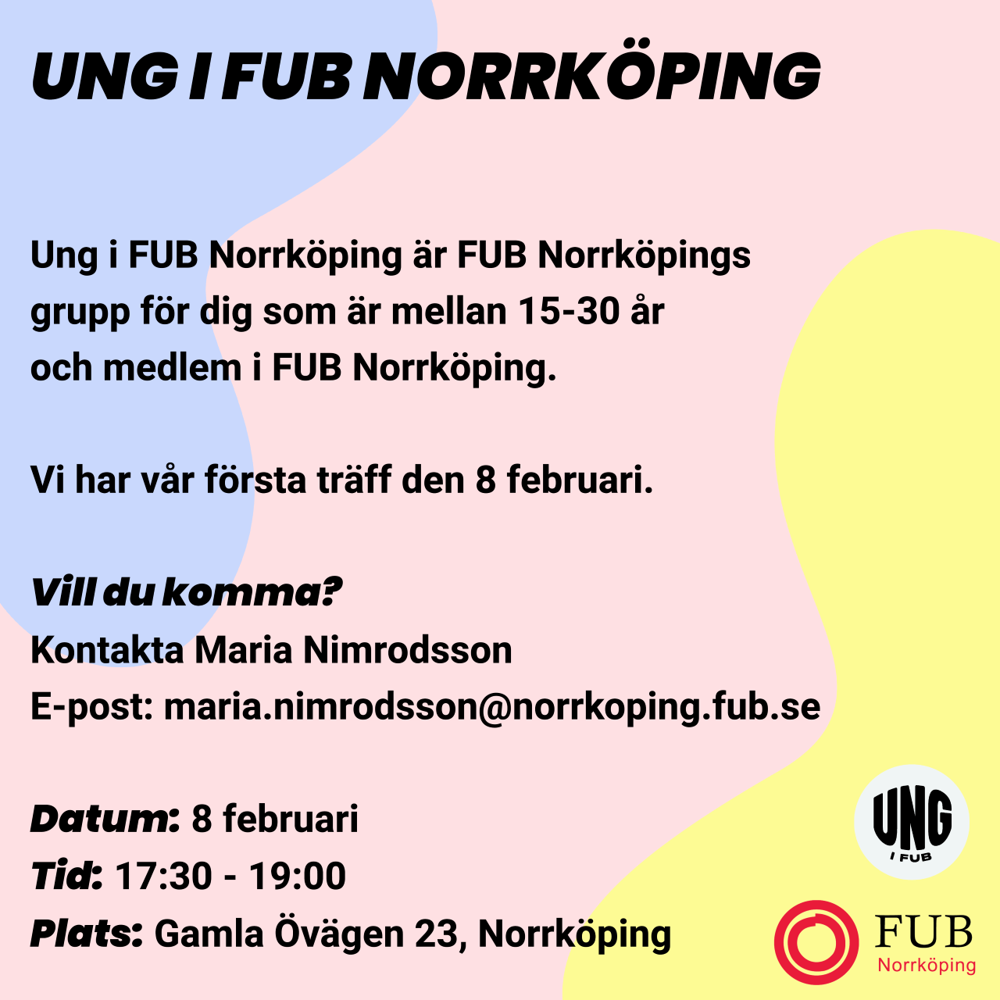 UNG I FUB NORRKÖPING
Ung i FUB Norrköping är FUB Norrköpings
grupp för dig som är mellan 15-30 år
och medlem i FUB Norrköping.
Vi har vår första träff den 8 februari.
Vill du komma?
Kontakta Maria Nimrodsson
E-post: maria.nimrodsson@norrkoping.fub.se
Datum: 8 februari
Tid: 17:30 - 19:00
Plats: Gamla Övägen 23, Norrköping
UNG
I FUB
FUB
Norrköping